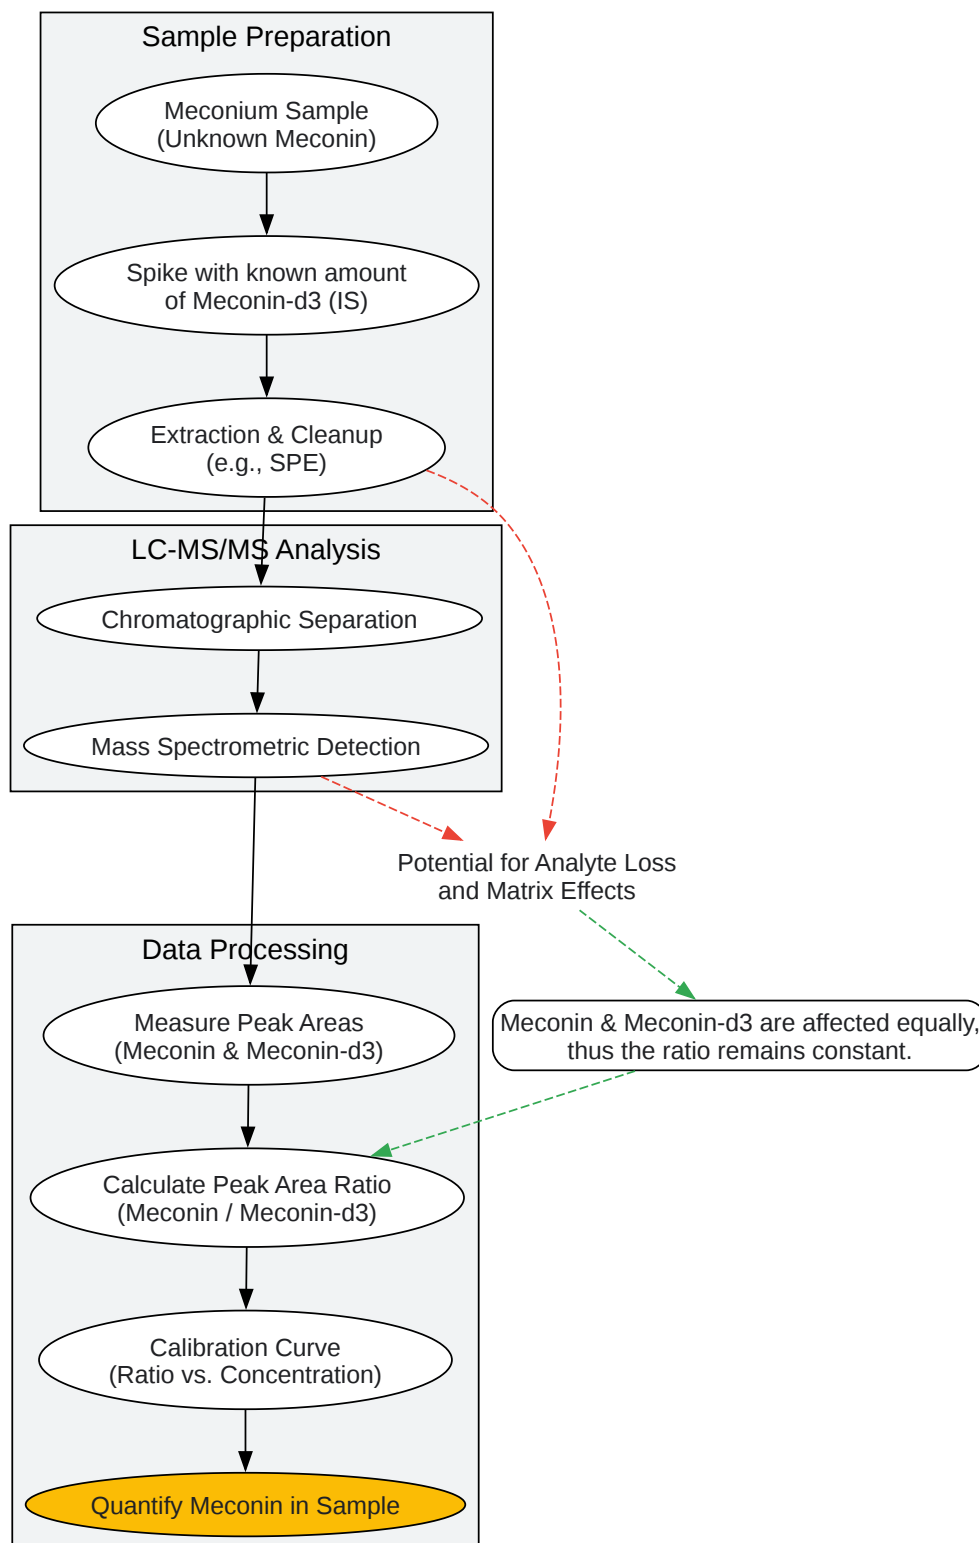 Sample Preparation
Meconium Sample
(Unknown Meconin)
Spike with known amount
of Meconin-d3 (IS)
Extraction & Cleanup
(e.g., SPE)
LC-MS/MS Analysis
Chromatographic Separation
Mass Spectrometric Detection
Potential for Analyte Loss
and Matrix Effects
Data Processing
Measure Peak Areas
(Meconin & Meconin-d3)
Meconin & Meconin-d3 are affected equally,
thus the ratio remains constant.
Calculate Peak Area Ratio
(Meconin / Meconin-d3)
Calibration Curve
(Ratio vs. Concentration)
Quantify Meconin in Sample